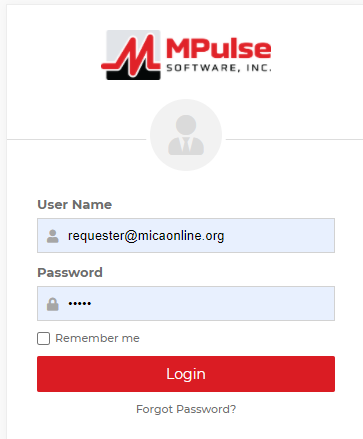 MPulse
SOFTWARE, INC.
User Name
requester@micaonline.org
Password
•••••
Remember me
Login
Forgot Password?